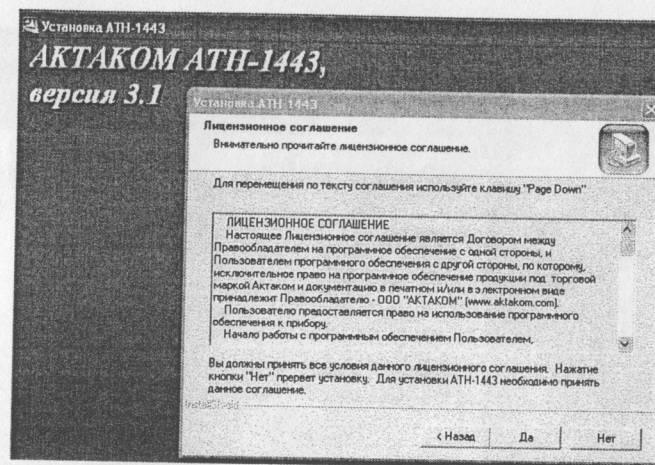 Установка АТН-1443
АКТАКОМ АТН-1443,
версия 3.1
Установка АТН-1443
Лицензионное соглашение
Внимательно прочитайте лицензионное соглашение.
Для перемещения по тексту соглашения используйте клавишу "Page Down"
ЛИЦЕНЗИОННОЕ СОГЛАШЕНИЕ
Настоящее Лицензионное соглашение является Договором между
Правообладателем на программное обеспечение с одной стороны, и
Пользователем программного обеспечения с другой стороны, по которому,
исключительное право на программное обеспечение продукции под торговой
маркой Актаком и документацию в печатном и/или в электронном виде
принадлежит Правообладателю - ООО "АКТАКОМ" (www.aktakom.com).
Пользователю предоставляется право на использование программного
обеспечения к прибору.
Начало работы с программным обеспечением Пользователем,
Вы должны принять все условия данного лицензионного соглашения. Нажатие
кнопки "Нет" прервет установку. Для установки АТН-1443 необходимо принять
данное соглашение.
InstallShield
< Назад
Да
Нет